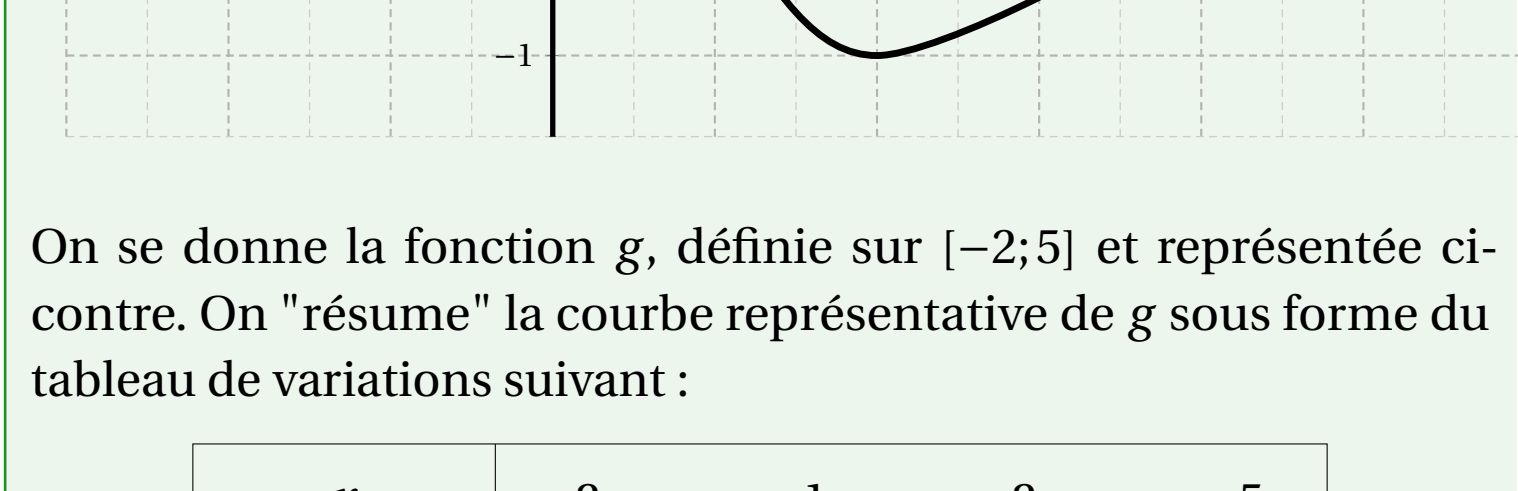 −1
On se donne la fonction g, définie sur [−2;5] et représentée ci-
contre. On "résume" la courbe représentative de g sous forme du
tableau de variations suivant :